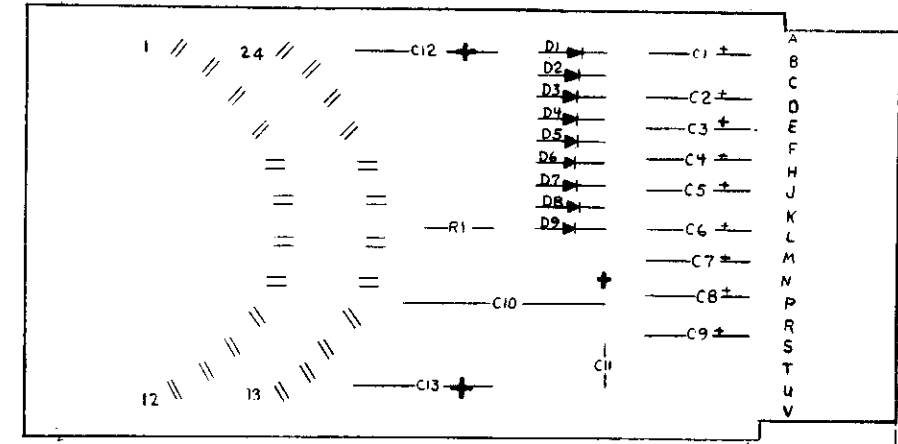 1
24
C12 +
D1
D2
D3
D4
D5
D6
D7
D8
D9
C1 +
C2 +
C3 +
C4 +
C5 +
C6 +
C7 +
C8 +
C9 +
A
B
C
D
E
F
H
J
K
L
M
N
P
R
S
T
U
V
R1
+
C10
C11
12
13
C13 +